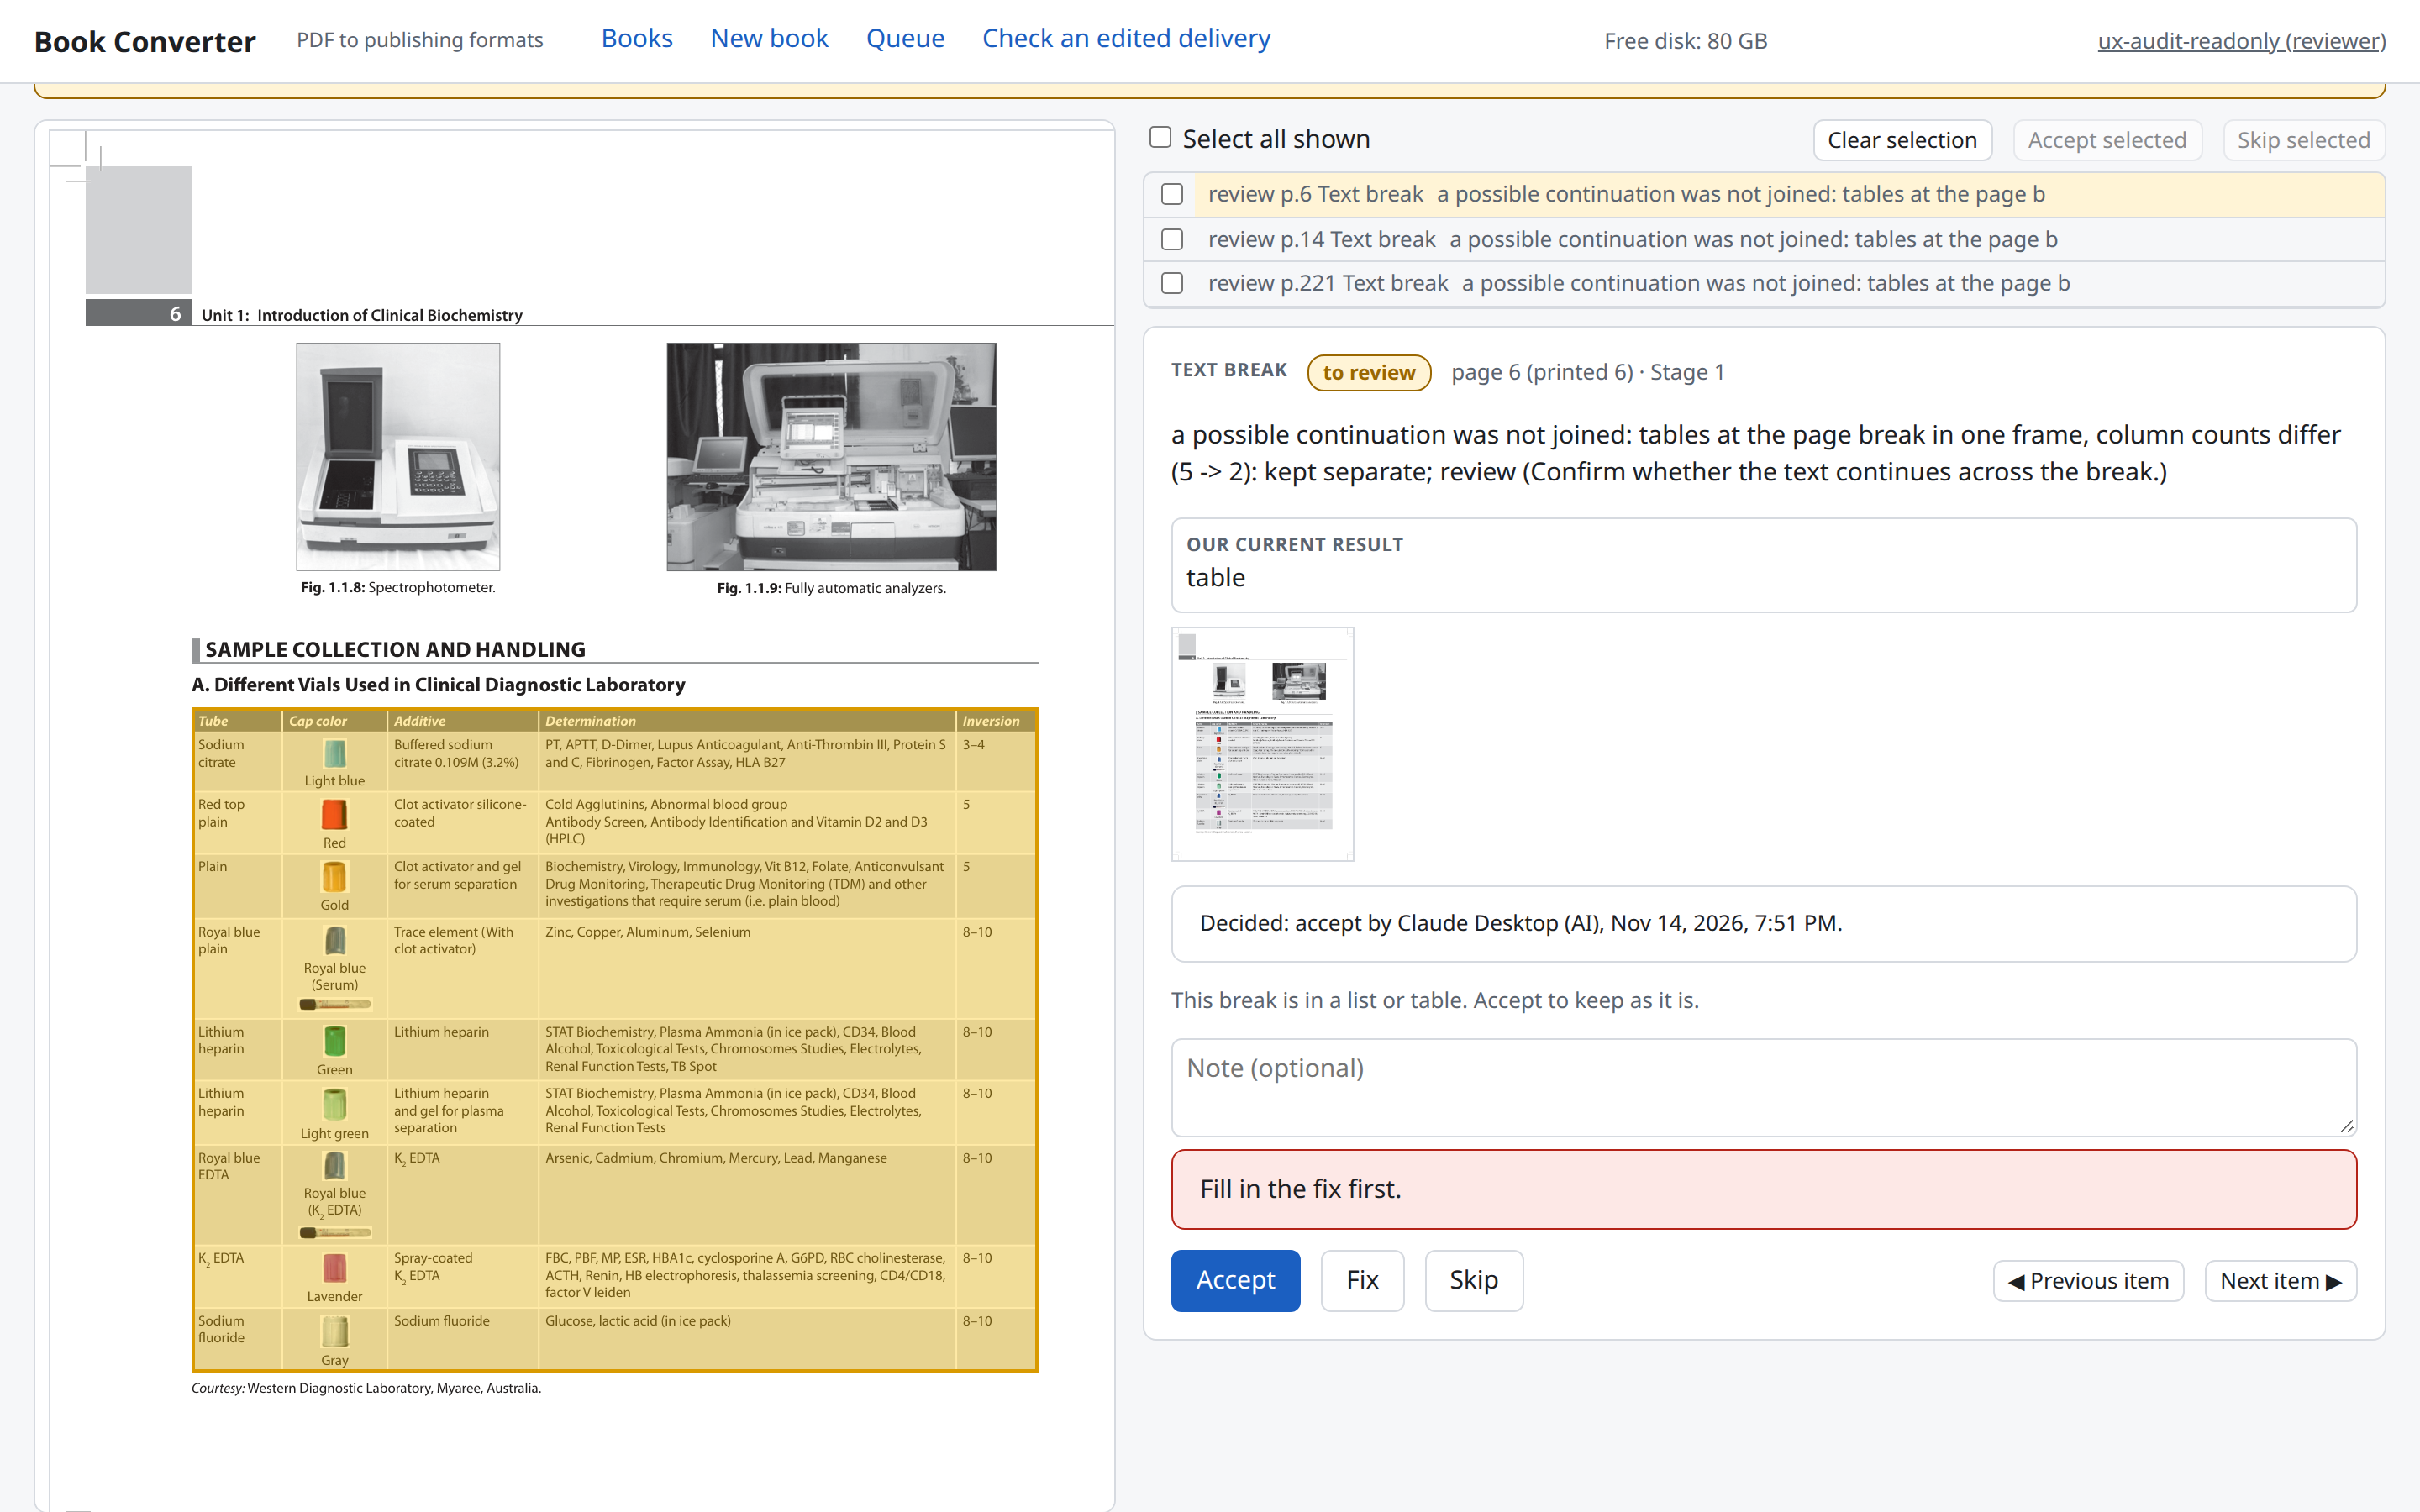 Book Converter PDF to publishing formats Books New book Queue Check an edited delivery Free disk: 80 GB ux-audit-readonly (reviewer)
6 Unit 1: Introduction of Clinical Biochemistry
Fig. 1.1.8: Spectrophotometer. Fig. 1.1.9: Fully automatic analyzers.
SAMPLE COLLECTION AND HANDLING
A. Different Vials Used in Clinical Diagnostic Laboratory
Tube Cap color Additive Determination Inversion
Sodium Buffered sodium PT, APTT, D-Dimer, Lupus Anticoagulant, Anti-Thrombin III, Protein S 3–4
citrate citrate 0.109M (3.2%) and C, Fibrinogen, Factor Assay, HLA B27
Light blue
Red top Clot activator silicone- Cold Agglutinins, Abnormal blood group 5
plain coated Antibody Screen, Antibody Identification and Vitamin D2 and D3
Red (HPLC)
Plain Clot activator and gel Biochemistry, Virology, Immunology, Vit B12, Folate, Anticonvulsant 5
for serum separation Drug Monitoring, Therapeutic Drug Monitoring (TDM) and other
Gold investigations that require serum (i.e. plain blood)
Royal blue Trace element (With Zinc, Copper, Aluminum, Selenium 8–10
plain clot activator)
Royal blue
(Serum)
Lithium Lithium heparin STAT Biochemistry, Plasma Ammonia (in ice pack), CD34, Blood 8–10
heparin Alcohol, Toxicological Tests, Chromosomes Studies, Electrolytes,
Green Renal Function Tests, TB Spot
Lithium Lithium heparin STAT Biochemistry, Plasma Ammonia (in ice pack), CD34, Blood 8–10
heparin and gel for plasma Alcohol, Toxicological Tests, Chromosomes Studies, Electrolytes,
Light green separation Renal Function Tests
Royal blue K2 EDTA Arsenic, Cadmium, Chromium, Mercury, Lead, Manganese 8–10
EDTA
Royal blue
(K2 EDTA)
K2 EDTA Spray-coated FBC, PBF, MP, ESR, HBA1c, cyclosporine A, G6PD, RBC cholinesterase, 8–10
K2 EDTA ACTH, Renin, HB electrophoresis, thalassemia screening, CD4/CD18,
Lavender factor V leiden
Sodium Sodium fluoride Glucose, lactic acid (in ice pack) 8–10
fluoride
Gray
Courtesy: Western Diagnostic Laboratory, Myaree, Australia.
Select all shown Clear selection Accept selected Skip selected
review p.6 Text break a possible continuation was not joined: tables at the page b
review p.14 Text break a possible continuation was not joined: tables at the page b
review p.221 Text break a possible continuation was not joined: tables at the page b
TEXT BREAK to review page 6 (printed 6) · Stage 1
a possible continuation was not joined: tables at the page break in one frame, column counts differ
(5 -> 2): kept separate; review (Confirm whether the text continues across the break.)
OUR CURRENT RESULT
table
Decided: accept by Claude Desktop (AI), Nov 14, 2026, 7:51 PM.
This break is in a list or table. Accept to keep as it is.
Note (optional)
Fill in the fix first.
Accept Fix Skip ◀ Previous item Next item ▶